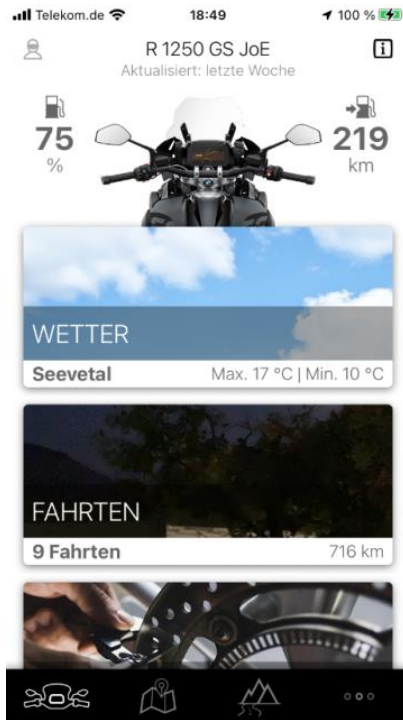 Telekom.de 18:49 100 %
R 1250 GS JoE
Aktualisiert: letzte Woche
75
%
219
km
WETTER
Seevetal Max. 17 °C | Min. 10 °C
FAHRTEN
9 Fahrten 716 km